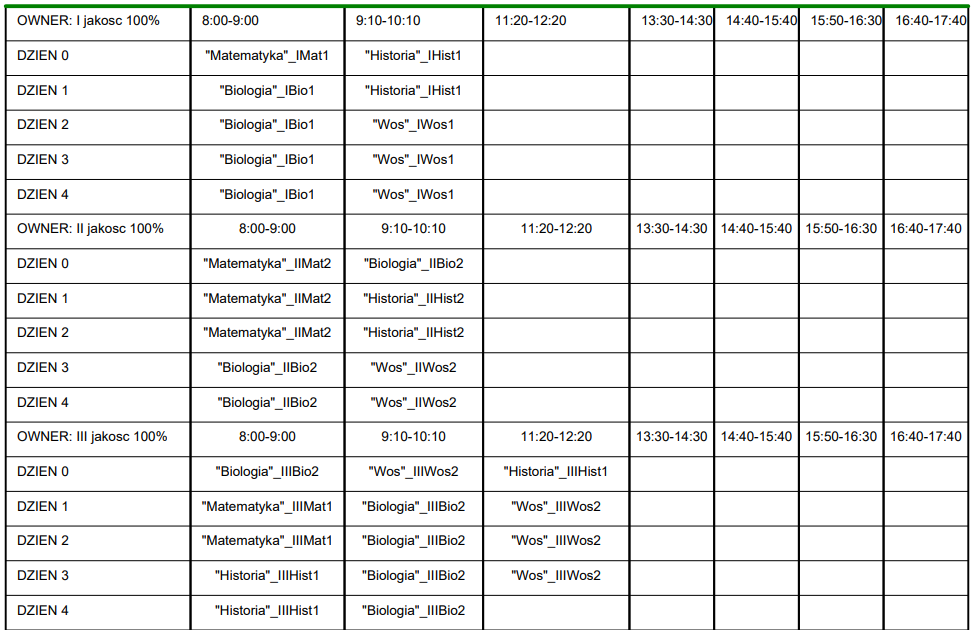 OWNER: I jakosc 100% 8:00-9:00 9:10-10:10 11:20-12:20 13:30-14:30 14:40-15:40 15:50-16:30 16:40-17:40
DZIEN 0 "Matematyka"_IMat1 "Historia"_IHist1
DZIEN 1 "Biologia"_IBio1 "Historia"_IHist1
DZIEN 2 "Biologia"_IBio1 "Wos"_IWos1
DZIEN 3 "Biologia"_IBio1 "Wos"_IWos1
DZIEN 4 "Biologia"_IBio1 "Wos"_IWos1
OWNER: II jakosc 100% 8:00-9:00 9:10-10:10 11:20-12:20 13:30-14:30 14:40-15:40 15:50-16:30 16:40-17:40
DZIEN 0 "Matematyka"_IIMat2 "Biologia"_IIBio2
DZIEN 1 "Matematyka"_IIMat2 "Historia"_IIHist2
DZIEN 2 "Matematyka"_IIMat2 "Historia"_IIHist2
DZIEN 3 "Biologia"_IIBio2 "Wos"_IIWos2
DZIEN 4 "Biologia"_IIBio2 "Wos"_IIWos2
OWNER: III jakosc 100% 8:00-9:00 9:10-10:10 11:20-12:20 13:30-14:30 14:40-15:40 15:50-16:30 16:40-17:40
DZIEN 0 "Biologia"_IIIBio2 "Wos"_IIIWos2 "Historia"_IIIHist1
DZIEN 1 "Matematyka"_IIIMat1 "Biologia"_IIIBio2 "Wos"_IIIWos2
DZIEN 2 "Matematyka"_IIIMat1 "Biologia"_IIIBio2 "Wos"_IIIWos2
DZIEN 3 "Historia"_IIIHist1 "Biologia"_IIIBio2 "Wos"_IIIWos2
DZIEN 4 "Historia"_IIIHist1 "Biologia"_IIIBio2